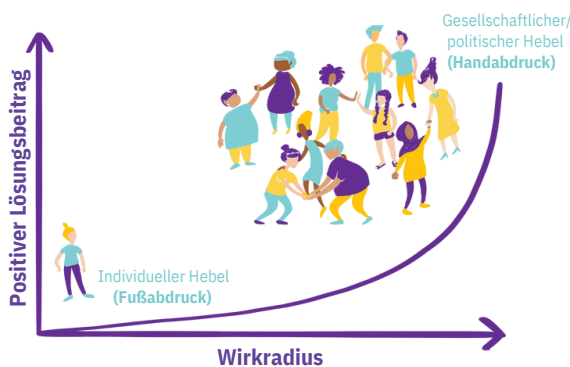 Gesellschaftlicher/
politischer Hebel
(Handabdruck)
Positiver Lösungsbeitrag
Individueller Hebel
(Fußabdruck)
Wirkradius